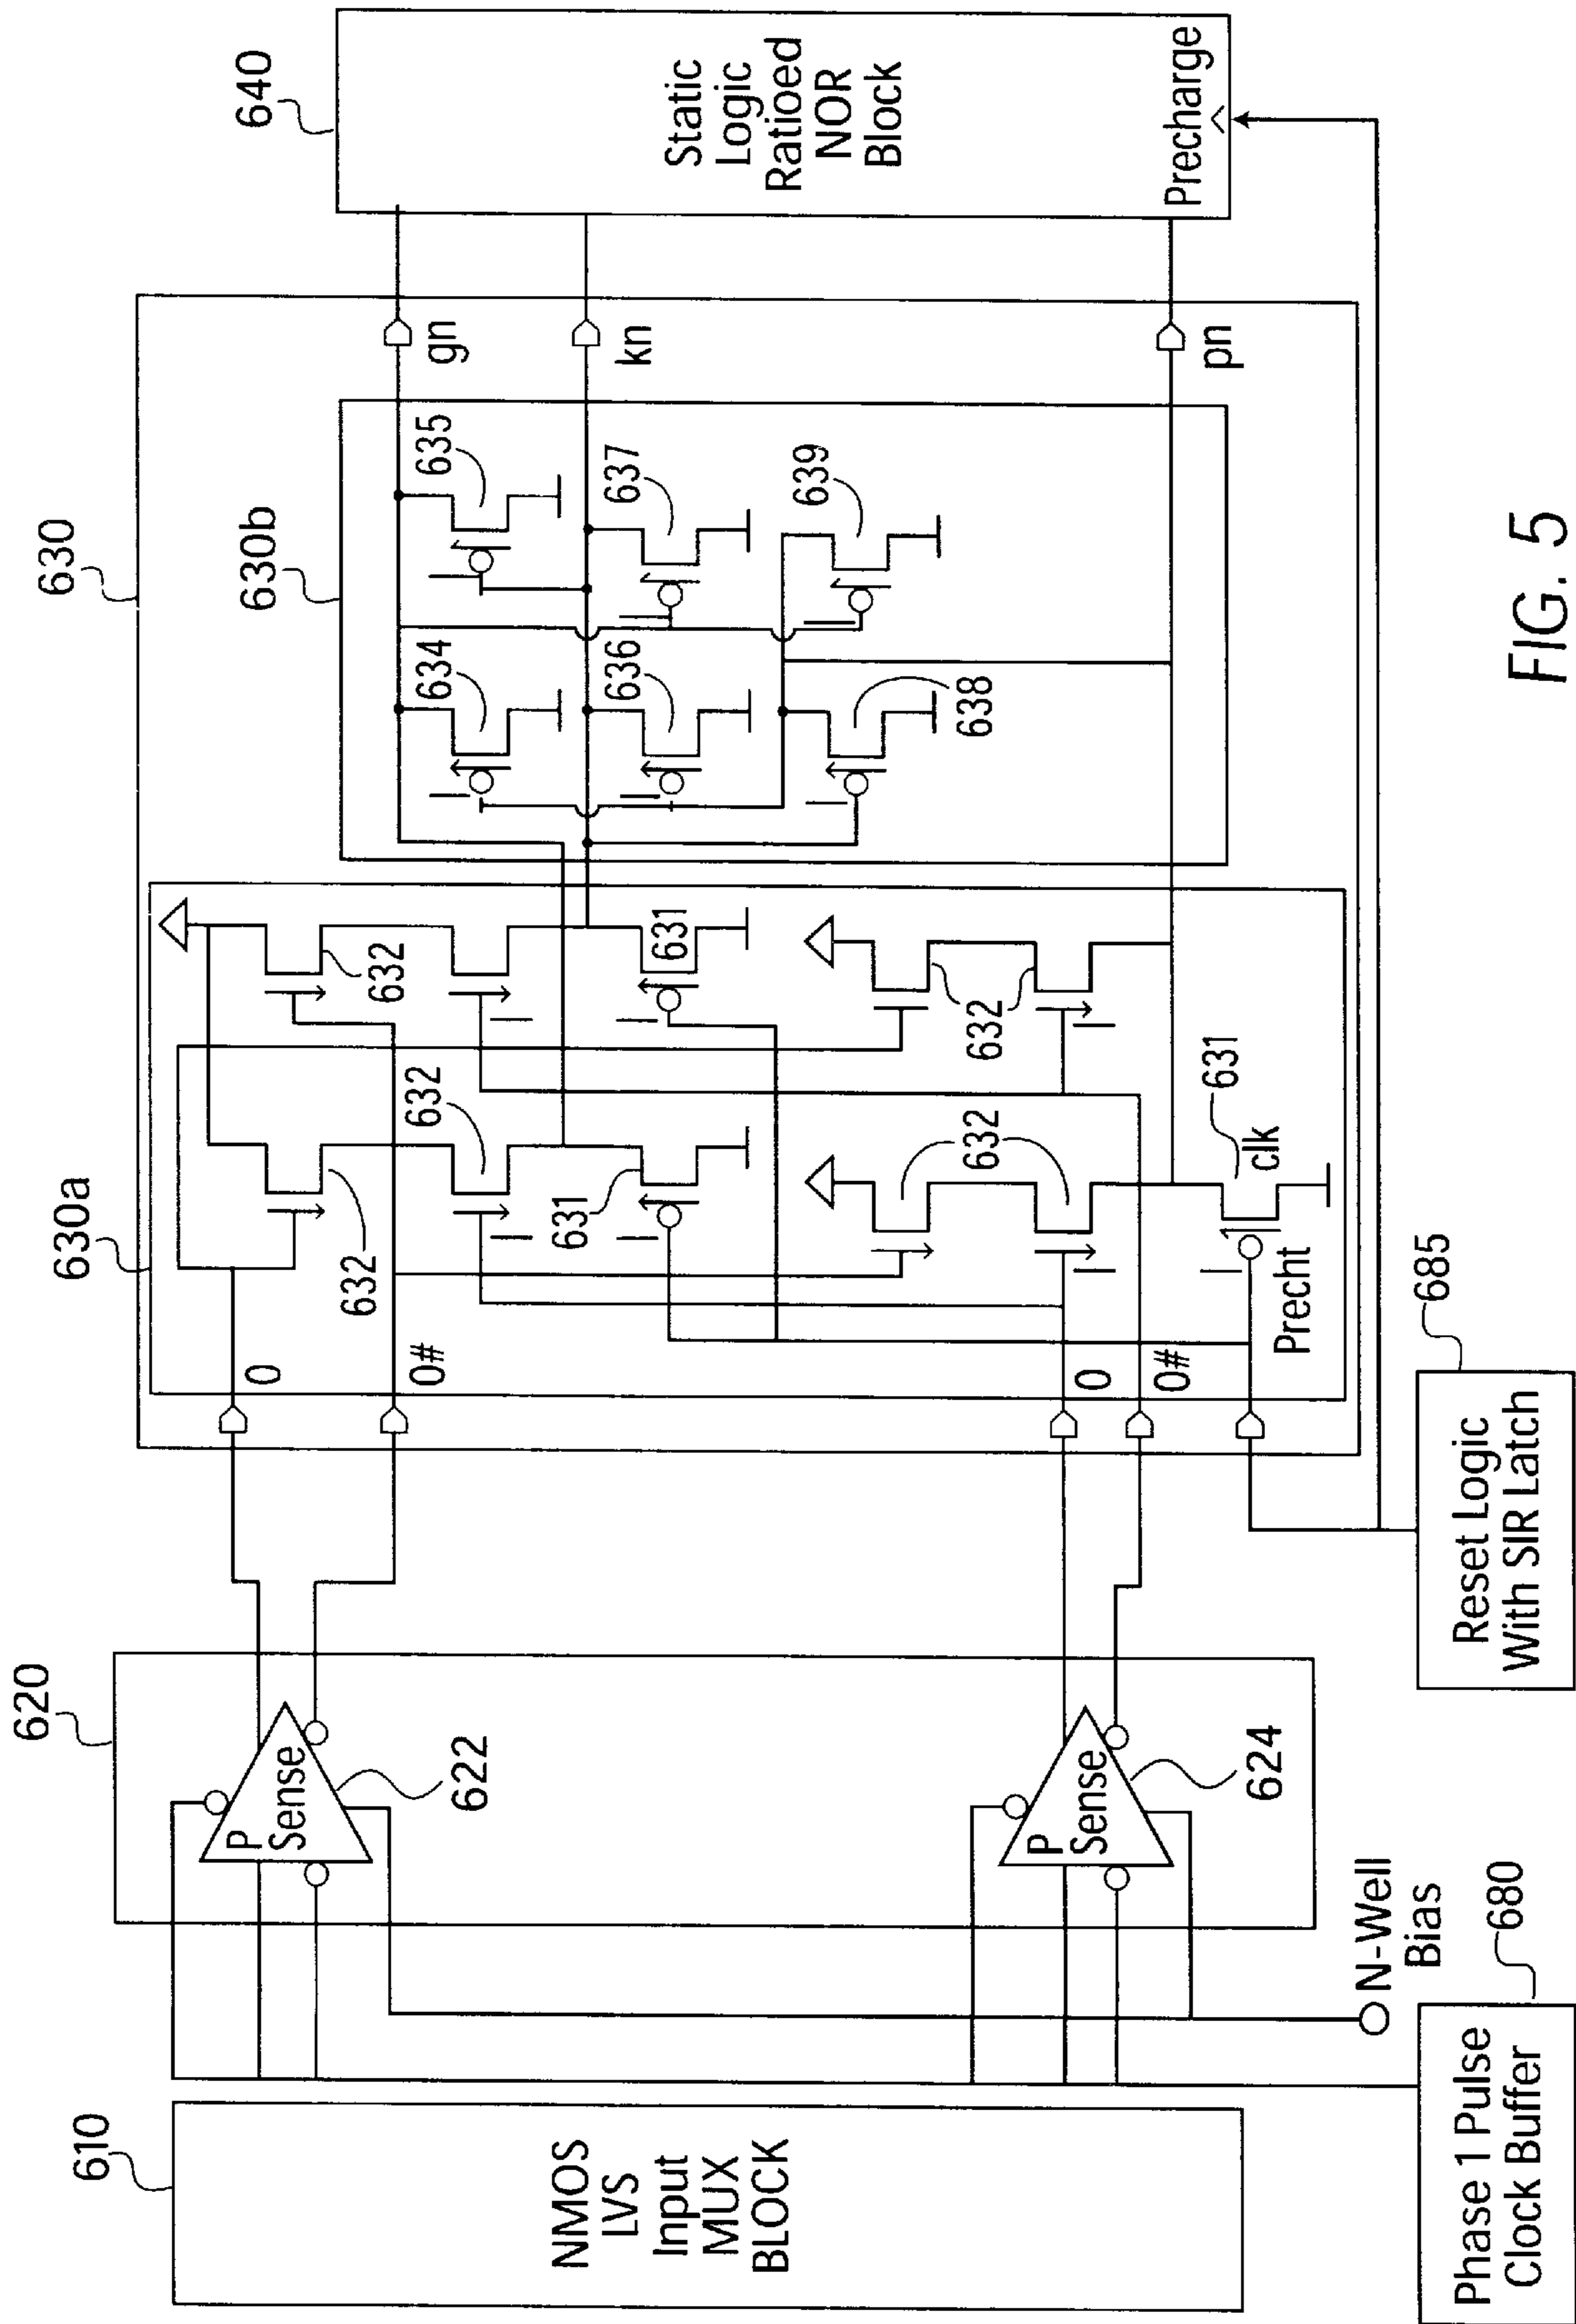 610
620
630
640
630a
630b
NMOS
LVS
Input
MUX
BLOCK
P
Sense
622
P
Sense
624
0
0#
0
0#
632
632
632
631
631
632
632
631
clk
Precht
634
635
636
637
638
639
gn
kn
pn
Static
Logic
Ratioed
NOR
Block
Precharge
N-Well
Bias
680
Phase 1 Pulse
Clock Buffer
685
Reset Logic
With SIR Latch
FIG. 5